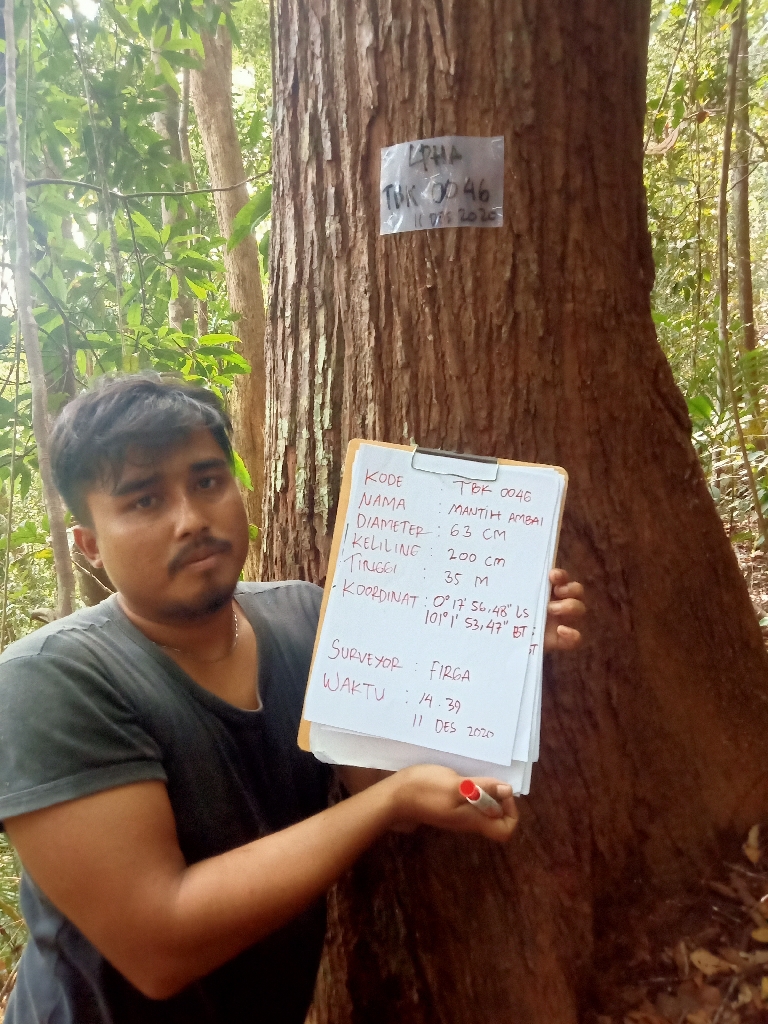 LPHA
TBK 0046
11 DES 2020
KODE : TBK 0046
NAMA : MANTIH AMBAI
DIAMETER : 63 CM
KELILINE : 200 CM
TINGGI : 35 M
KOORDINAT : 0° 17' 56,48" LS
101° 1' 53,47" BT
SURVEYOR : FIRGA
WAKTU : 14.39
11 DES 2020